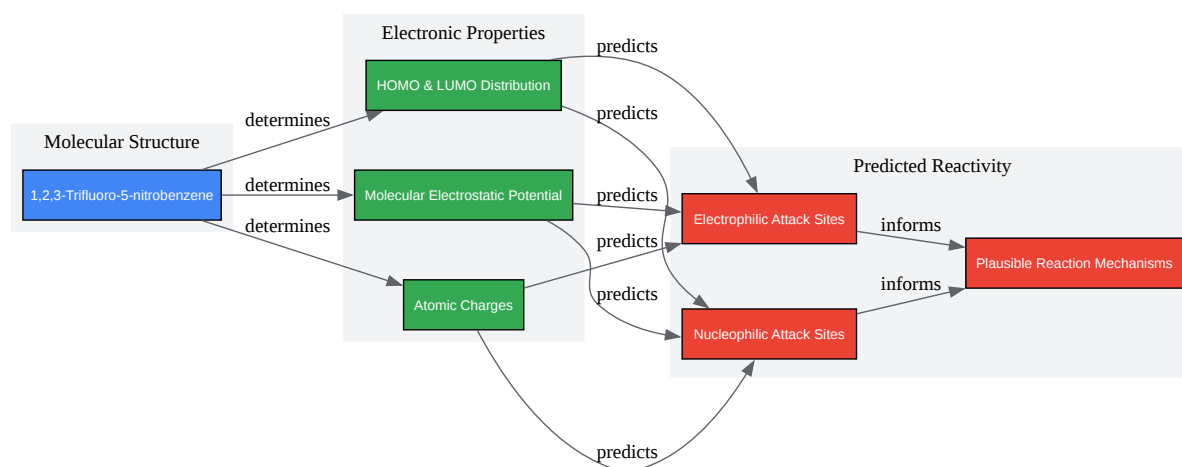 Molecular Structure
1,2,3-Trifluoro-5-nitrobenzene
determines
determines
determines
Electronic Properties
HOMO & LUMO Distribution
Molecular Electrostatic Potential
Atomic Charges
predicts
predicts
predicts
predicts
predicts
predicts
Predicted Reactivity
Electrophilic Attack Sites
Nucleophilic Attack Sites
informs
informs
Plausible Reaction Mechanisms